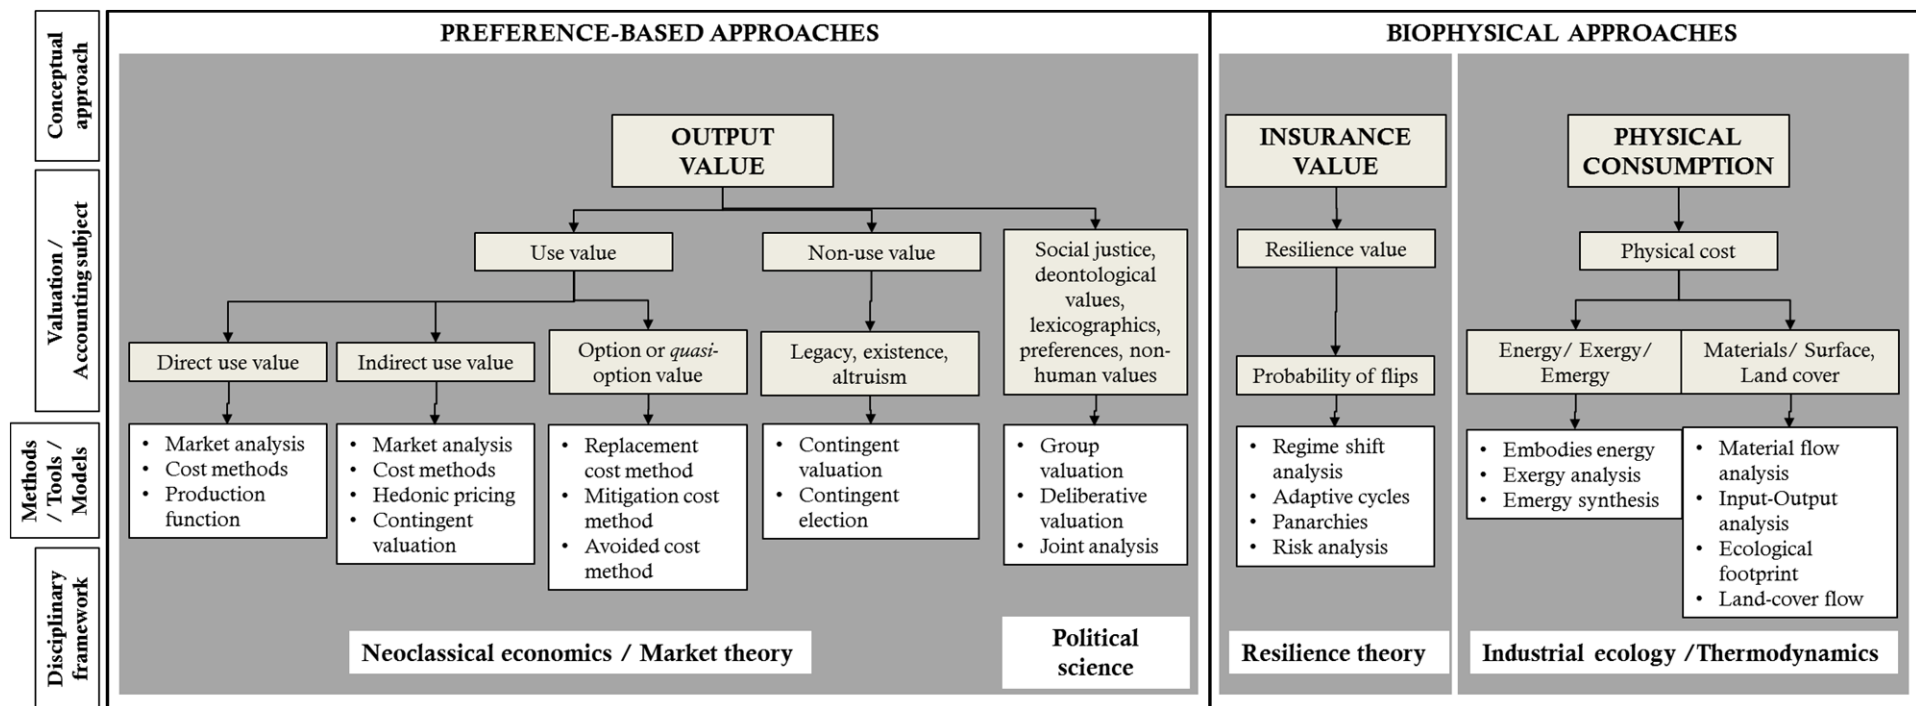 Conceptual
approach
Valuation /
Accounting subject
Methods
/ Tools /
Models
Disciplinary
framework
PREFERENCE-BASED APPROACHES
OUTPUT
VALUE
Use value
Non-use value
Social justice,
deontological
values,
lexicographics,
preferences, non-
human values
Direct use value
Indirect use value
Option or quasi-
option value
Legacy, existence,
altruism
• Market analysis
• Cost methods
• Production
function
• Market analysis
• Cost methods
• Hedonic pricing
• Contingent
valuation
• Replacement
cost method
• Mitigation cost
method
• Avoided cost
method
• Contingent
valuation
• Contingent
election
• Group
valuation
• Deliberative
valuation
• Joint analysis
Neoclassical economics / Market theory
Political
science
BIOPHYSICAL APPROACHES
INSURANCE
VALUE
Resilience value
Probability of flips
• Regime shift
analysis
• Adaptive cycles
• Panarchies
• Risk analysis
Resilience theory
PHYSICAL
CONSUMPTION
Physical cost
Energy/ Exergy/
Emergy
Materials/ Surface,
Land cover
• Embodies energy
• Exergy analysis
• Emergy synthesis
• Material flow
analysis
• Input-Output
analysis
• Ecological
footprint
• Land-cover flow
Industrial ecology /Thermodynamics